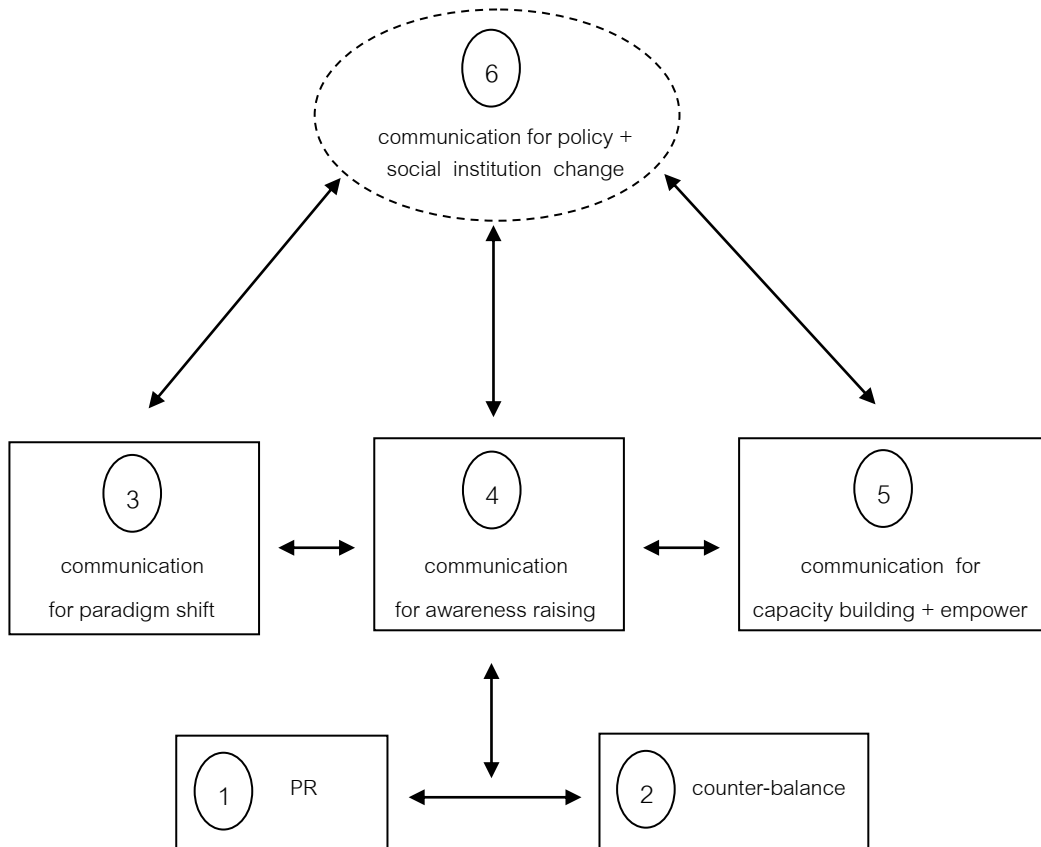 6
communication for policy +
social institution change
3
communication
for paradigm shift
4
communication
for awareness raising
5
communication for
capacity building + empower
1
PR
2
counter-balance